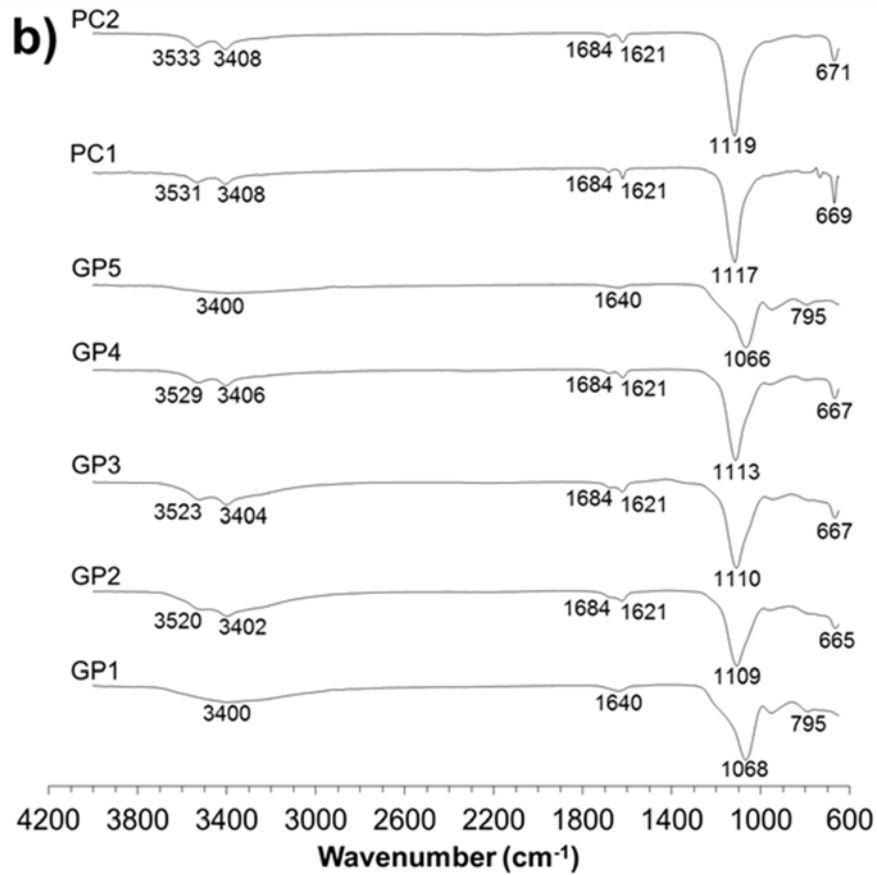 b)
PC2
3533 3408 1684 1621 671
1119
PC1
3531 3408 1684 1621 669
1117
GP5
3400 1640 795
1066
GP4
3529 3406 1684 1621 667
1113
GP3
3523 3404 1684 1621 667
1110
GP2
3520 3402 1684 1621 665
1109
GP1
3400 1640 795
1068
4200 3800 3400 3000 2600 2200 1800 1400 1000 600
Wavenumber (cm-1)